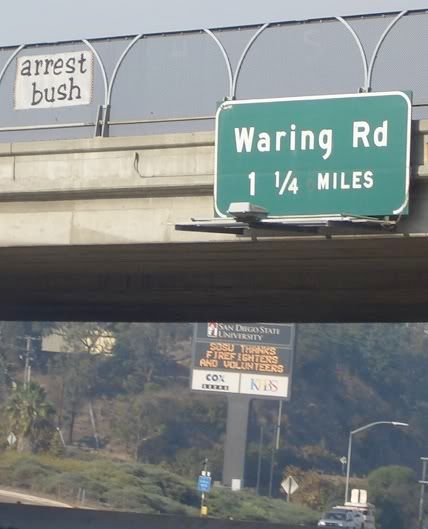 arrest
bush
Waring Rd
1 1/4 MILES
SAN DIEGO STATE
UNIVERSITY
SDSU THANKS
FIREFIGHTERS
AND VOLUNTEERS
COX
KPBS